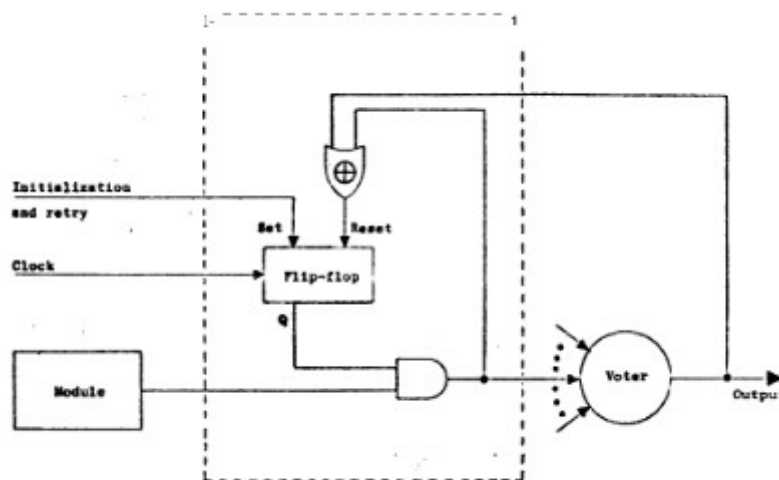 Initialization
and retry
Set
Reset
Clock
Flip-flop
Q
Module
Voter
Outpu